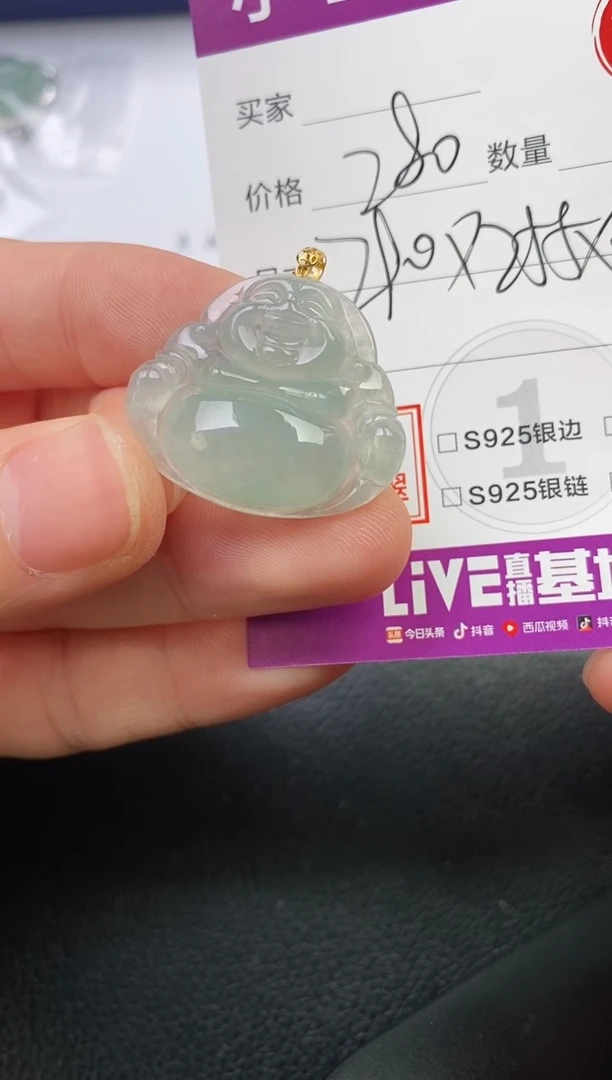 买家
价格 280 数量
1
S925银边
S925银链
LiVE直播基
今日头条 抖音 西瓜视频